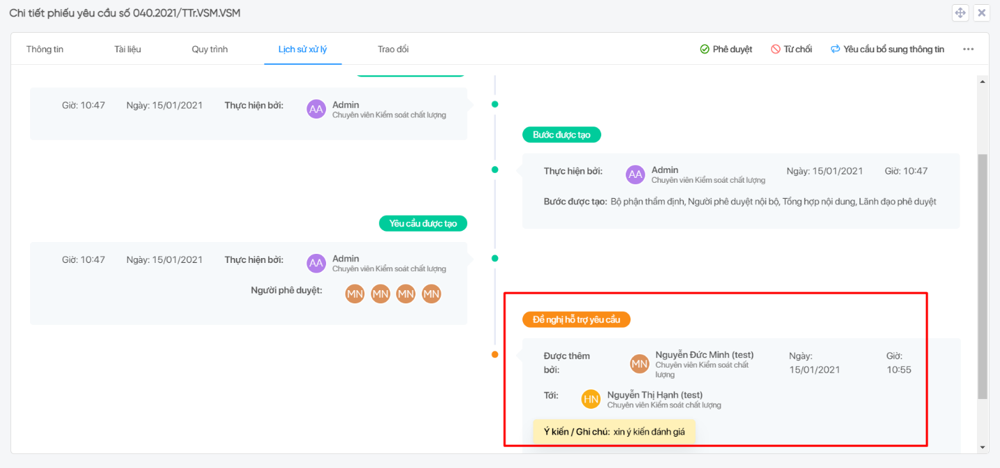 Chi tiết phiếu yêu cầu số 040.2021/TTr.VSM.VSM
Thông tin Tài liệu Quy trình Lịch sử xử lý Trao đổi Phê duyệt Từ chối Yêu cầu bổ sung thông tin
Giờ: 10:47 Ngày: 15/01/2021 Thực hiện bởi: AA Admin
Chuyên viên Kiểm soát chất lượng
Bước được tạo
Thực hiện bởi: AA Admin Ngày: 15/01/2021 Giờ: 10:47
Chuyên viên Kiểm soát chất lượng
Bước được tạo: Bộ phận thẩm định, Người phê duyệt nội bộ, Tổng hợp nội dung, Lãnh đạo phê duyệt
Yêu cầu được tạo
Giờ: 10:47 Ngày: 15/01/2021 Thực hiện bởi: AA Admin
Chuyên viên Kiểm soát chất lượng
Người phê duyệt: MN MN MN MN
Đề nghị hỗ trợ yêu cầu
Được thêm bởi: MN Nguyễn Đức Minh (test) Ngày: Giờ:
Chuyên viên Kiểm soát chất lượng 15/01/2021 10:55
Tới: HN Nguyễn Thị Hạnh (test)
Chuyên viên Kiểm soát chất lượng
Ý kiến / Ghi chú: xin ý kiến đánh giá